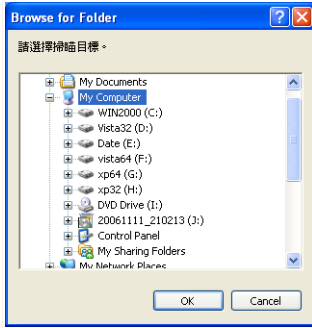 Browse for Folder
請選擇掃瞄目標。
My Documents
My Computer
WIN2000 (C:)
Vista32 (D:)
Date (E:)
vista64 (F:)
xp64 (G:)
xp32 (H:)
DVD Drive (I:)
20061111_210213 (J:)
Control Panel
My Sharing Folders
My Network Places
OK Cancel